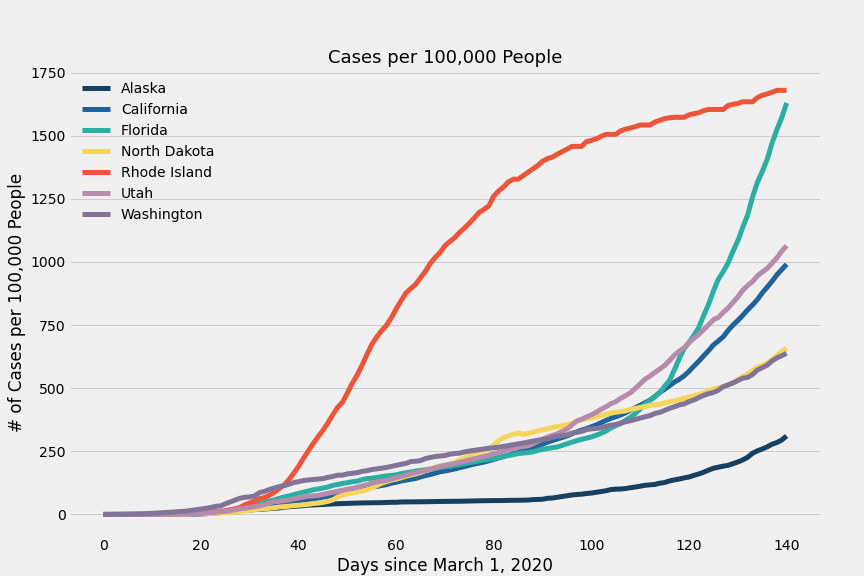 Cases per 100,000 People
# of Cases per 100,000 People
1750
1500
1250
1000
750
500
250
0
Alaska
California
Florida
North Dakota
Rhode Island
Utah
Washington
0 20 40 60 80 100 120 140
Days since March 1, 2020